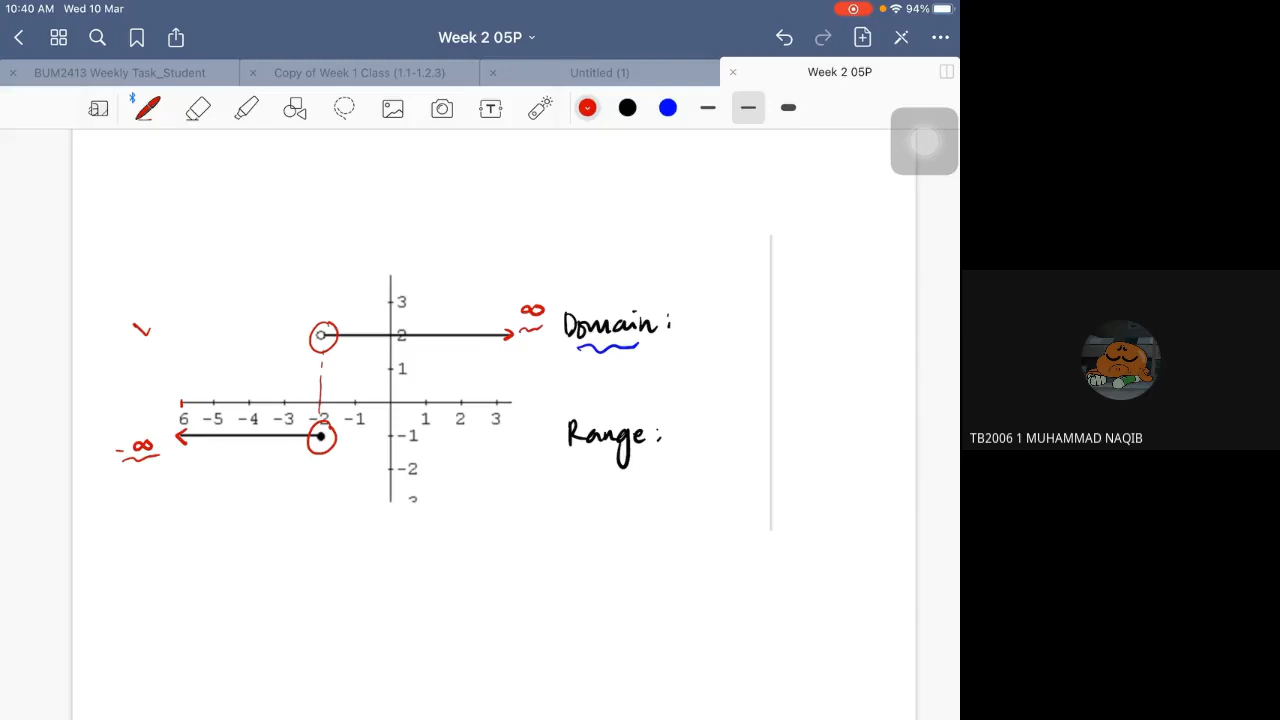 10:40 AM Wed 10 Mar
94%
Week 2 05P
BUM2413 Weekly Task_Student
Copy of Week 1 Class (1.1-1.2.3)
Untitled (1)
Week 2 05P
3
∞
Domain:
2
1
6 -5 -4 -3 -2 -1 1 2 3
-∞
-1
Range:
-2
TB2006 1 MUHAMMAD NAQIB